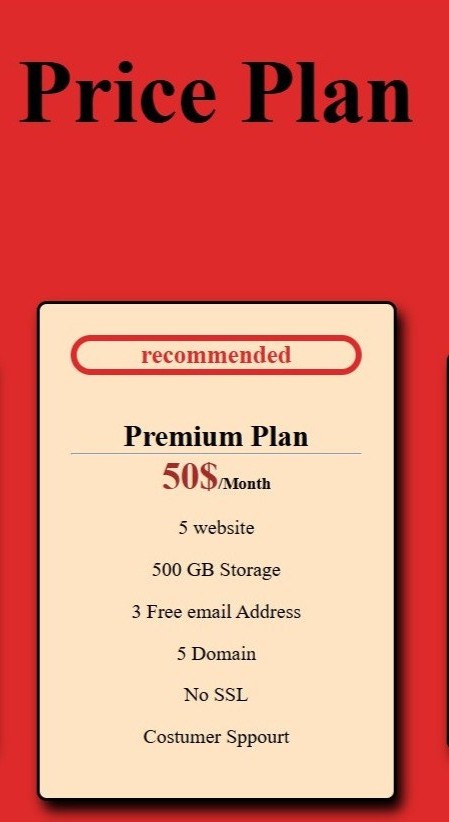 Price Plan
recommended
Premium Plan
50$/Month
5 website
500 GB Storage
3 Free email Address
5 Domain
No SSL
Costumer Sppourt